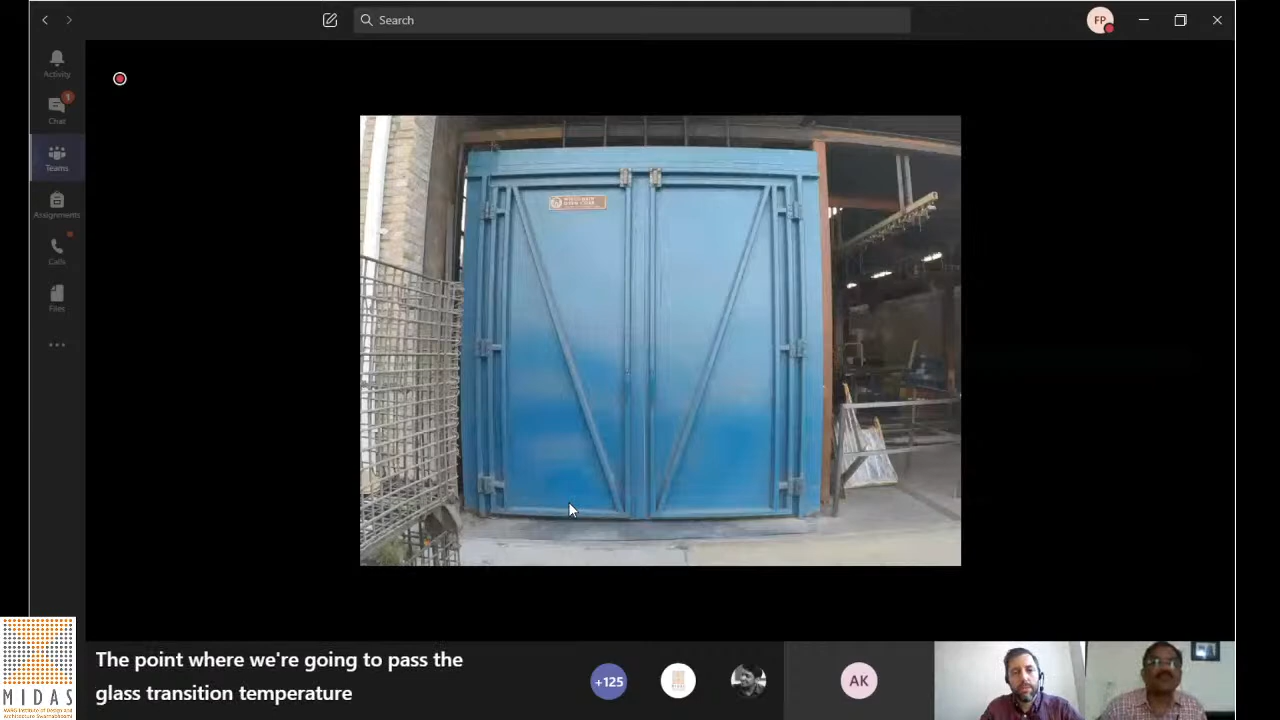 Search
FP
Activity
1
Chat
Teams
Assignments
Calls
Files
The point where we're going to pass the
glass transition temperature
+125
AK
MIDAS